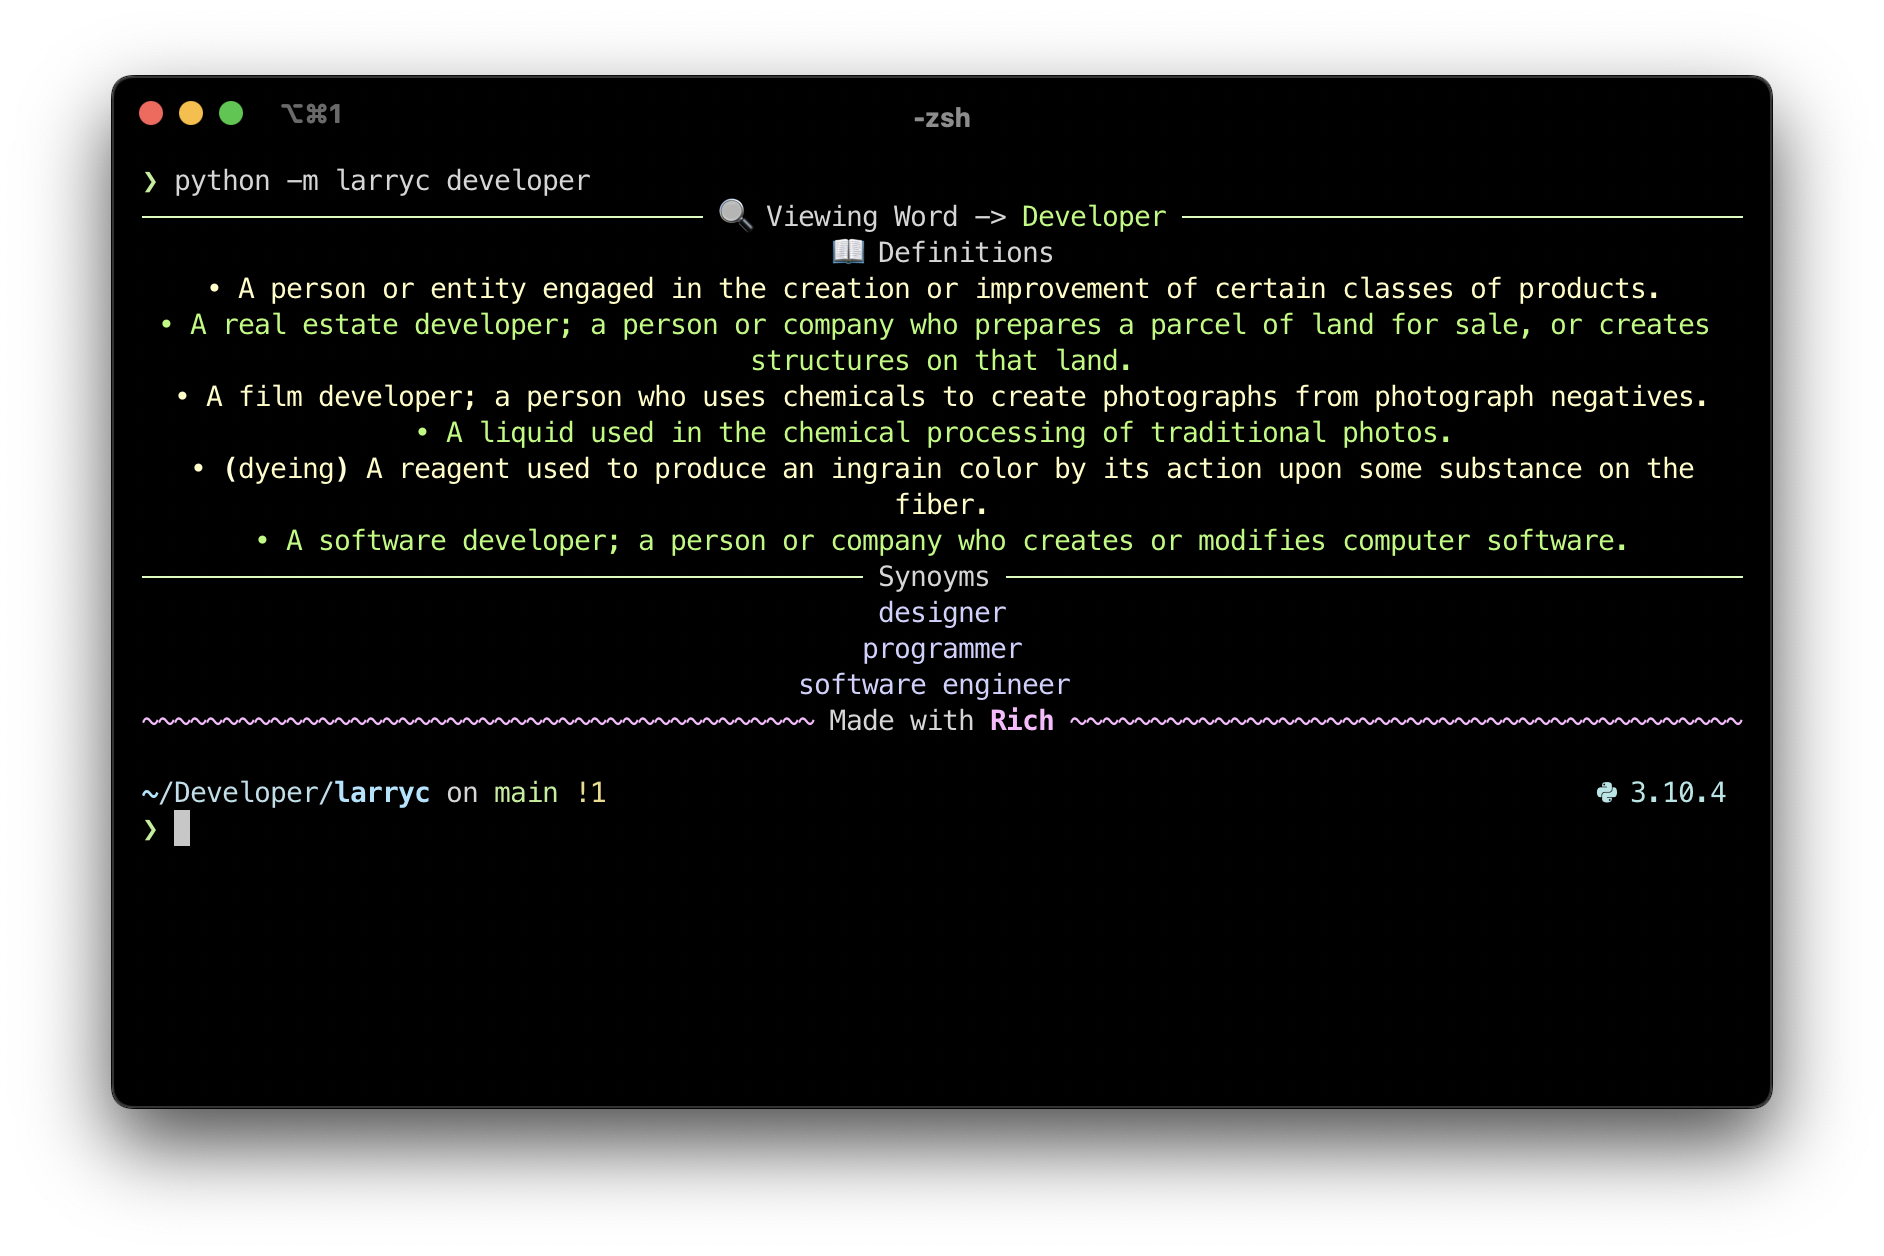 ⌥⌘1
-zsh
❯ python -m larryc developer
🔍 Viewing Word -> Developer
📖 Definitions
• A person or entity engaged in the creation or improvement of certain classes of products.
• A real estate developer; a person or company who prepares a parcel of land for sale, or creates
structures on that land.
• A film developer; a person who uses chemicals to create photographs from photograph negatives.
• A liquid used in the chemical processing of traditional photos.
• (dyeing) A reagent used to produce an ingrain color by its action upon some substance on the
fiber.
• A software developer; a person or company who creates or modifies computer software.
Synoyms
designer
programmer
software engineer
Made with Rich
~/Developer/larryc on main !1
3.10.4
❯